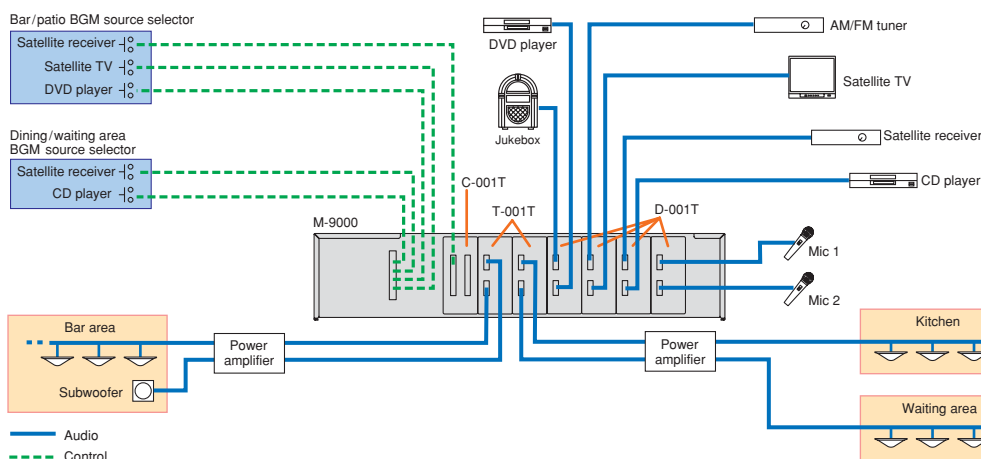 Bar/patio BGM source selector
Satellite receiver
Satellite TV
DVD player
Dining/waiting area
BGM source selector
Satellite receiver
CD player
DVD player
Jukebox
AM/FM tuner
Satellite TV
Satellite receiver
CD player
M-9000
C-001T
T-001T
D-001T
Mic 1
Mic 2
Bar area
Subwoofer
Power
amplifier
Power
amplifier
Kitchen
Waiting area
Audio
Control